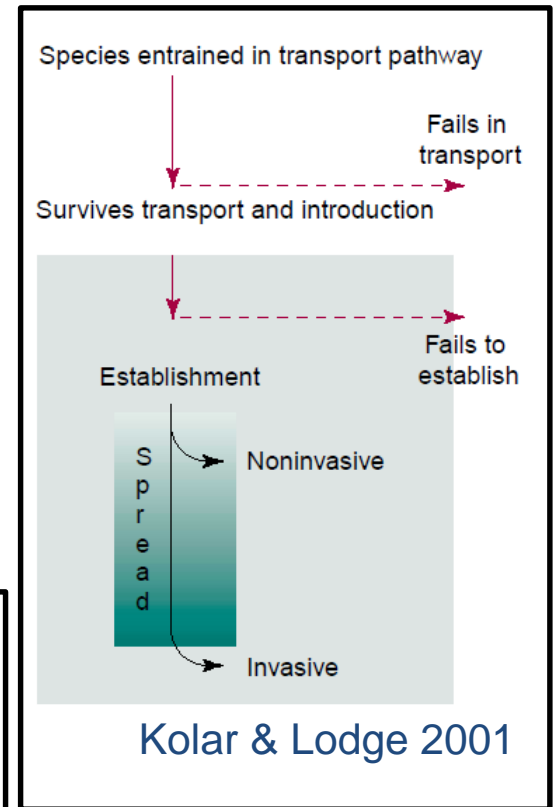 Species entrained in transport pathway
Fails in
transport
Survives transport and introduction
Fails to
establish
Establishment
Spread
Noninvasive
Invasive
Kolar & Lodge 2001